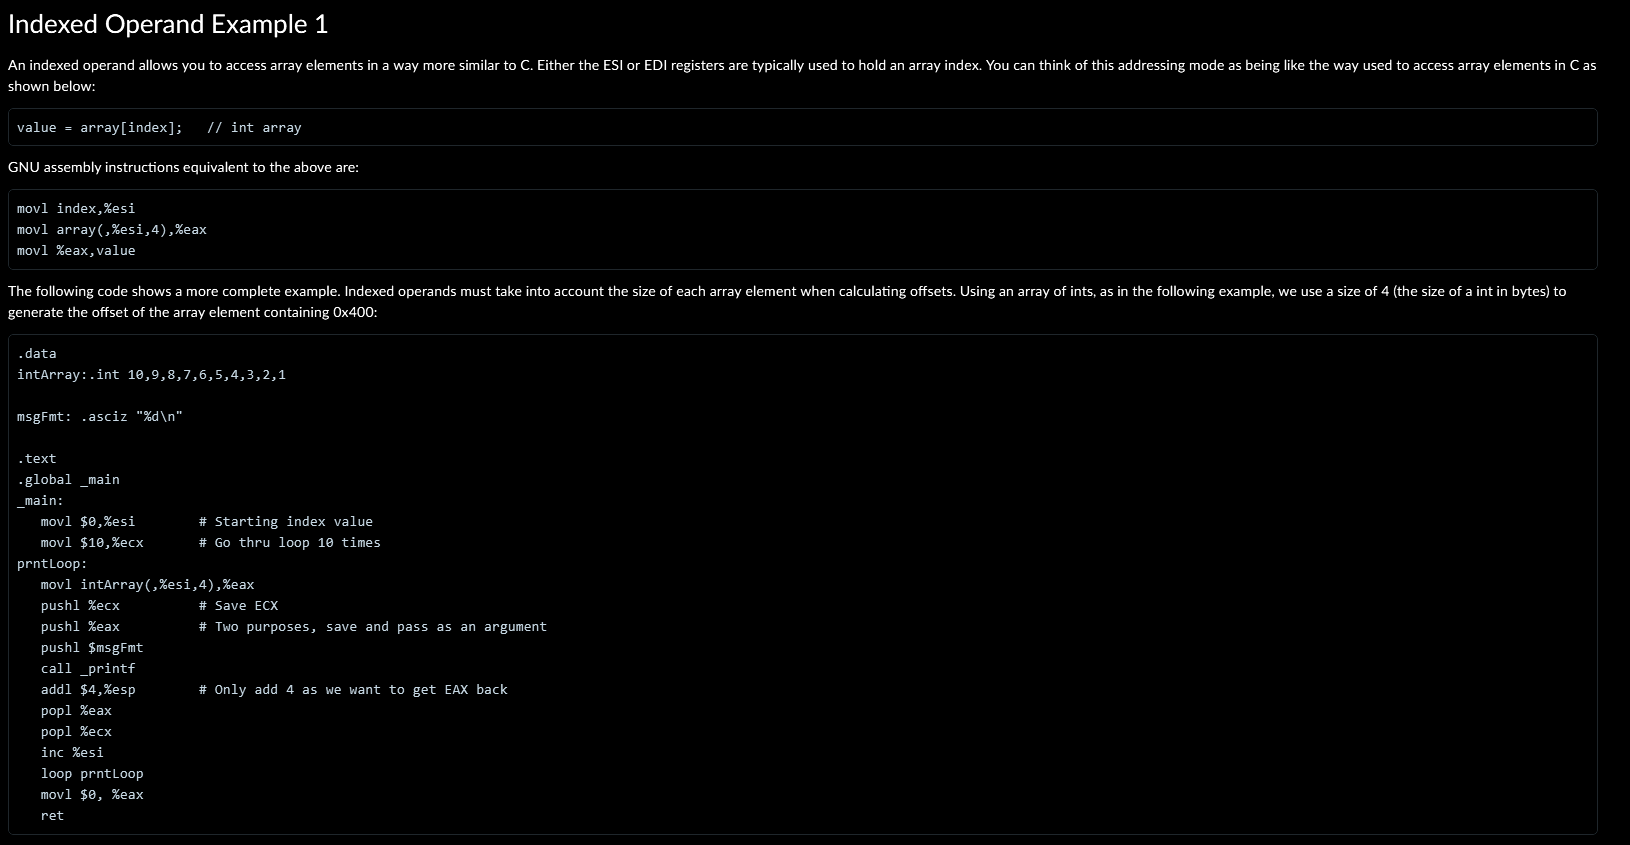 Indexed Operand Example 1
An indexed operand allows you to access array elements in a way more similar to C. Either the ESI or EDI registers are typically used to hold an array index. You can think of this addressing mode as being like the way used to access array elements in C as
shown below:
value = array[index];   // int array
GNU assembly instructions equivalent to the above are:
movl index,%esi
movl array(,%esi,4),%eax
movl %eax,value
The following code shows a more complete example. Indexed operands must take into account the size of each array element when calculating offsets. Using an array of ints, as in the following example, we use a size of 4 (the size of a int in bytes) to
generate the offset of the array element containing 0x400:
.data
intArray:.int 10,9,8,7,6,5,4,3,2,1
msgFmt: .asciz "%d\n"
.text
.global _main
_main:
   movl $0,%esi        # Starting index value
   movl $10,%ecx       # Go thru loop 10 times
prntLoop:
   movl intArray(,%esi,4),%eax
   pushl %ecx          # Save ECX
   pushl %eax          # Two purposes, save and pass as an argument
   pushl $msgFmt
   call _printf
   addl $4,%esp        # Only add 4 as we want to get EAX back
   popl %eax
   popl %ecx
   inc %esi
   loop prntLoop
   movl $0, %eax
   ret